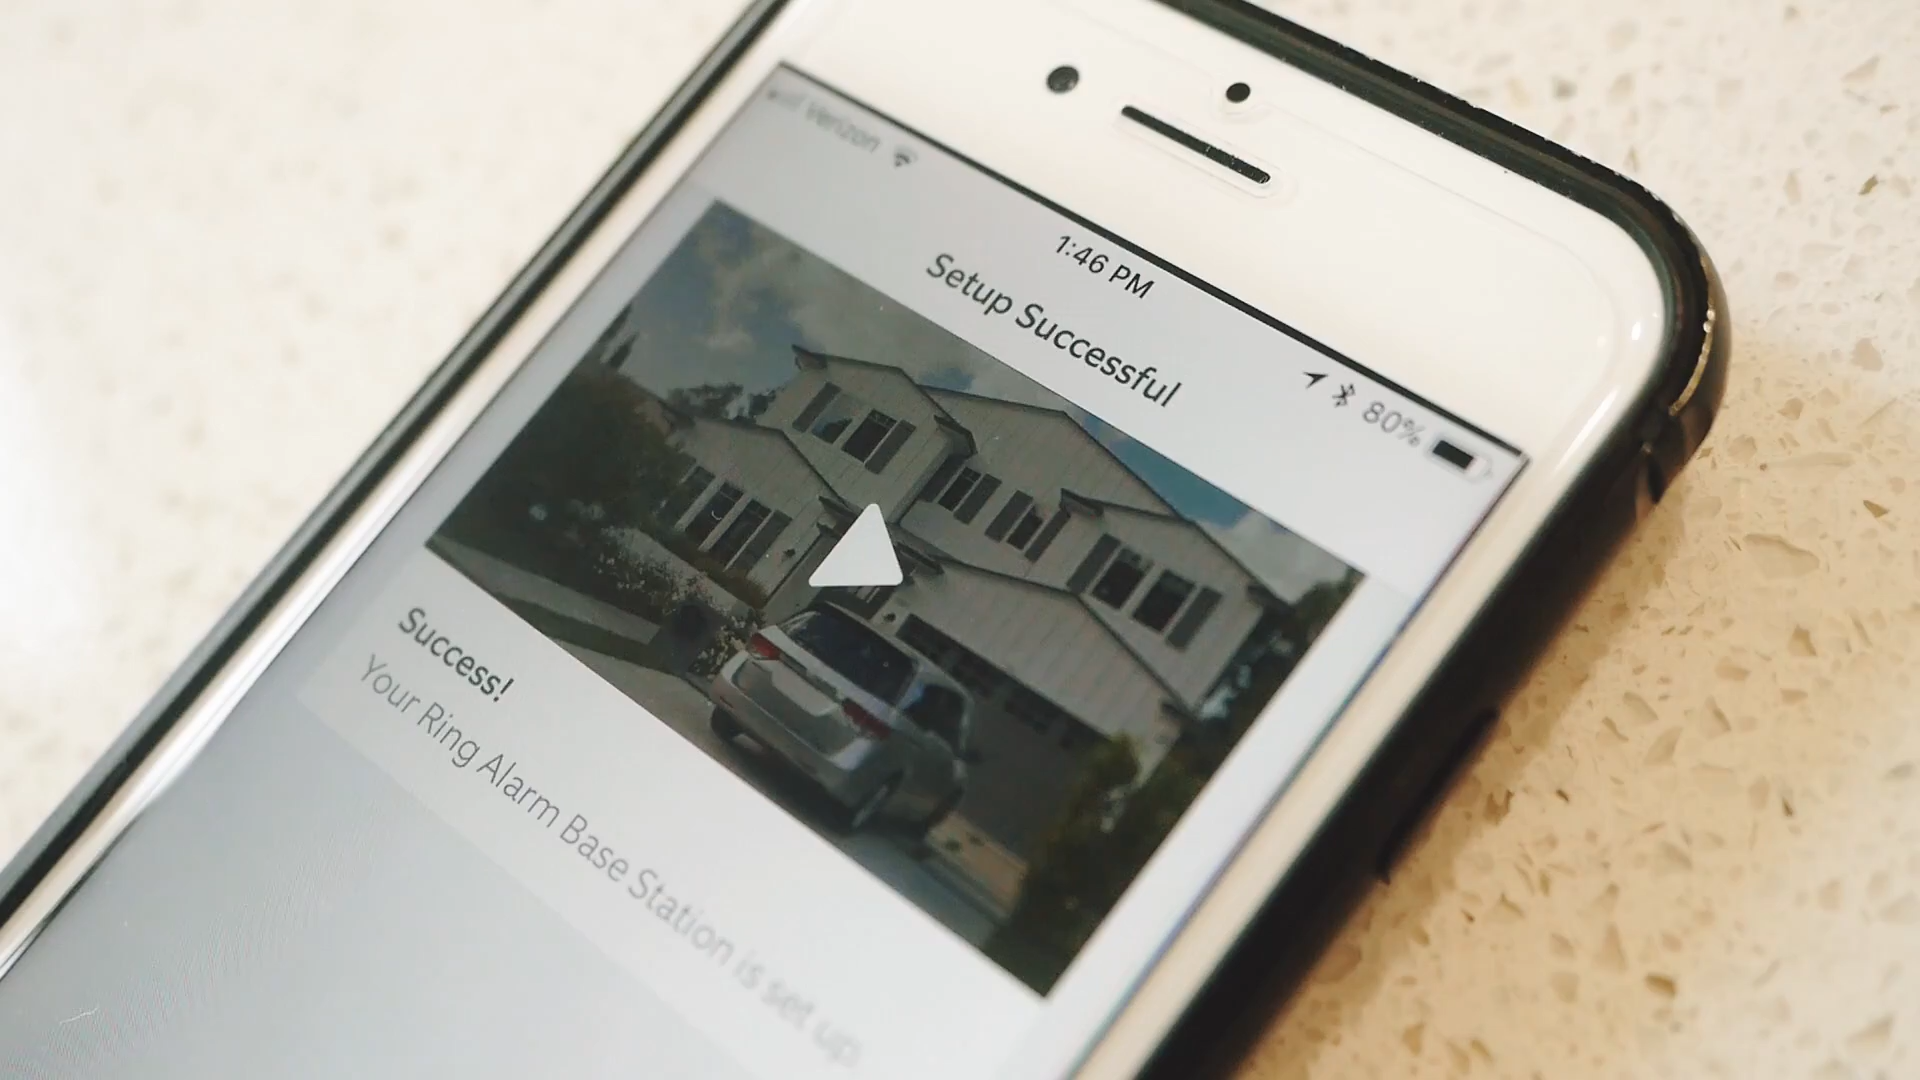 Verizon
1:46 PM
80%
Setup Successful
Success!
Your Ring Alarm Base Station is set up.